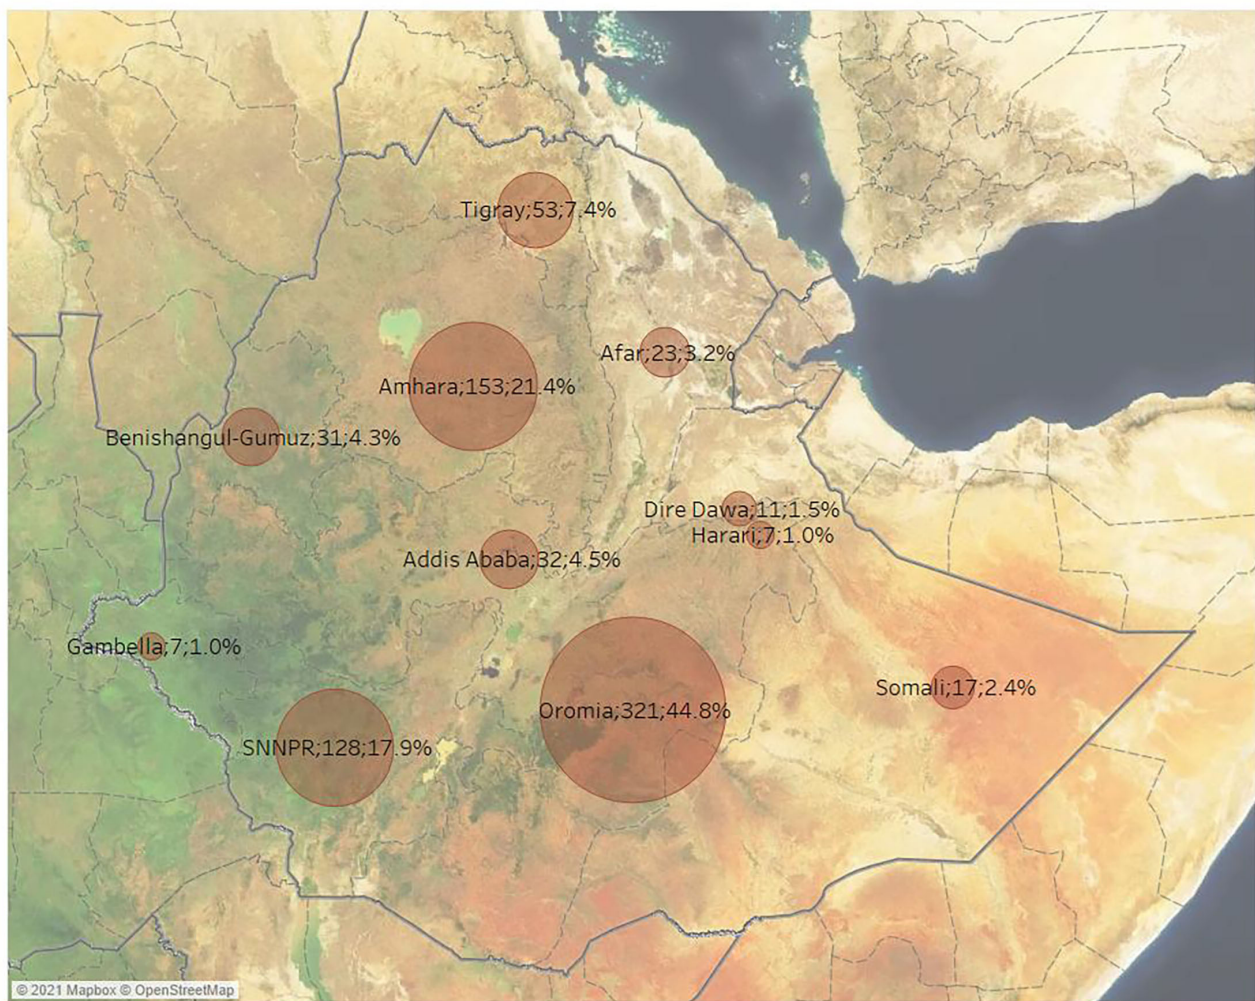 Tigray;53;7.4%
Afar;23;3.2%
Amhara;153;21.4%
Benishangul-Gumuz;31;4.3%
Dire Dawa;11;1.5%
Harari;7;1.0%
Addis Ababa;32;4.5%
Gambella;7;1.0%
Somali;17;2.4%
Oromia;321;44.8%
SNNPR;128;17.9%
© 2021 Mapbox © OpenStreetMap